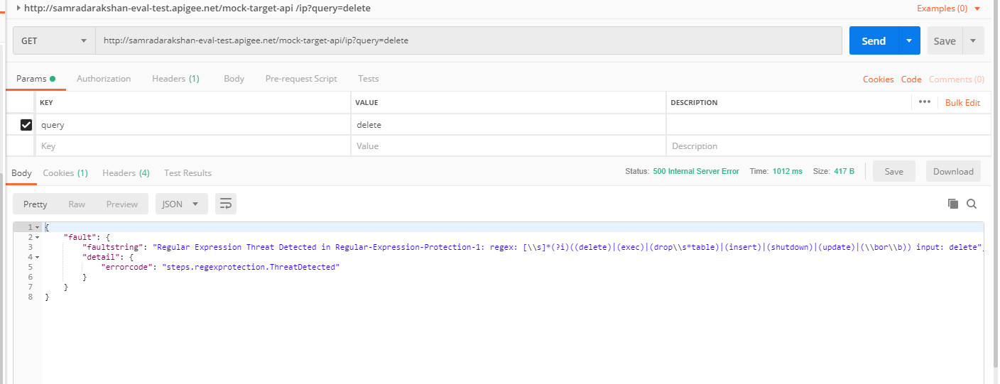 http://samradarakshan-eval-test.apigee.net/mock-target-api /ip?query=delete Examples (0)
GET http://samradarakshan-eval-test.apigee.net/mock-target-api/ip?query=delete Send Save
Params Authorization Headers (1) Body Pre-request Script Tests Cookies Code Comments (0)
KEY VALUE DESCRIPTION ••• Bulk Edit
query delete
Key Value Description
Body Cookies (1) Headers (4) Test Results Status: 500 Internal Server Error Time: 1012 ms Size: 417 B Save Download
Pretty Raw Preview JSON
1 {
2 "fault": {
3 "faultstring": "Regular Expression Threat Detected in Regular-Expression-Protection-1: regex: [\\s]*(?i)((delete)|(exec)|(drop\\s*table)|(insert)|(shutdown)|(update)|(\\bor\\b)) input: delete",
4 "detail": {
5 "errorcode": "steps.regexprotection.ThreatDetected"
6 }
7 }
8 }